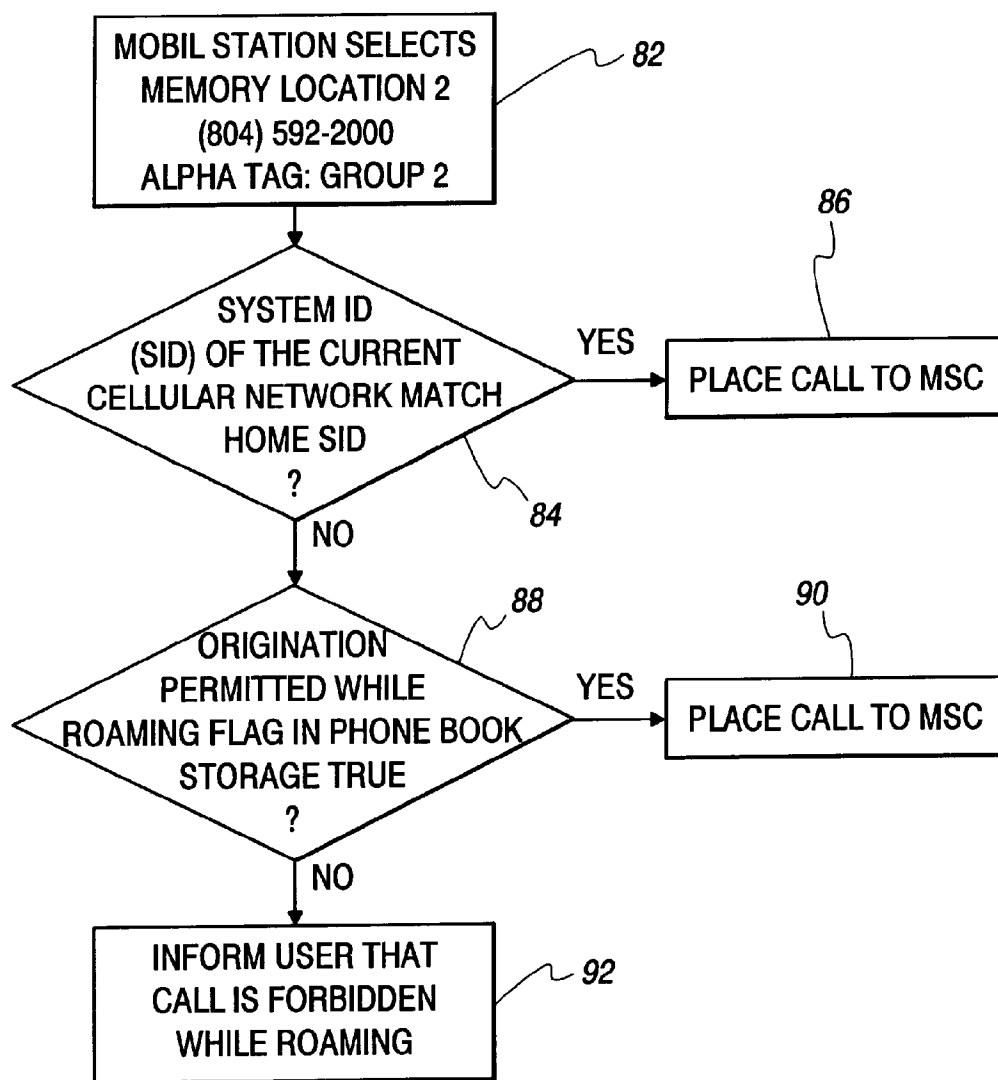 MOBIL STATION SELECTS
MEMORY LOCATION 2
(804) 592-2000
ALPHA TAG: GROUP 2
82
SYSTEM ID
(SID) OF THE CURRENT
CELLULAR NETWORK MATCH
HOME SID
?
84
YES
86
PLACE CALL TO MSC
NO
ORIGINATION
PERMITTED WHILE
ROAMING FLAG IN PHONE BOOK
STORAGE TRUE
?
88
YES
90
PLACE CALL TO MSC
NO
INFORM USER THAT
CALL IS FORBIDDEN
WHILE ROAMING
92